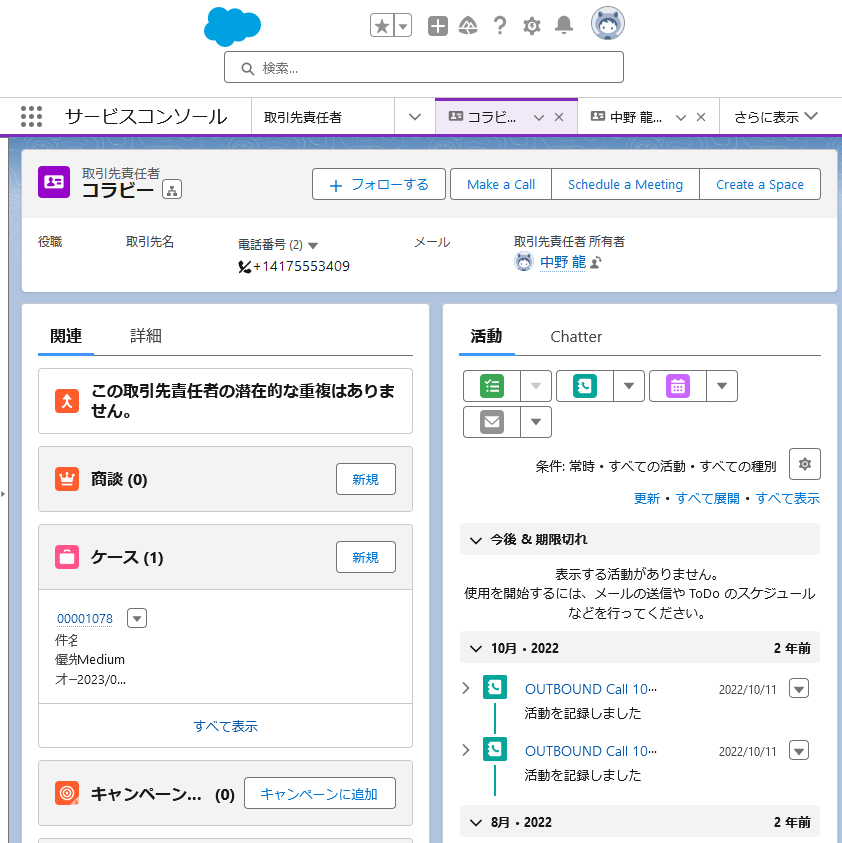 検索...
サービスコンソール
取引先責任者
コラビ...
中野 龍...
さらに表示
取引先責任者
コラビー
フォローする
Make a Call
Schedule a Meeting
Create a Space
役職
取引先名
電話番号 (2)
+14175553409
メール
取引先責任者 所有者
中野 龍
関連
詳細
この取引先責任者の潜在的な重複はありま
せん。
商談 (0)
新規
ケース (1)
新規
00001078
件名
優先Medium
オー2023/0...
すべて表示
キャンペーン... (0)
キャンペーンに追加
活動
Chatter
条件: 常時・すべての活動・すべての種別
更新・すべて展開・すべて表示
今後 & 期限切れ
表示する活動がありません。
使用を開始するには、メールの送信や ToDo のスケジュール
などを行ってください。
10月・2022
2 年前
OUTBOUND Call 10...
2022/10/11
活動を記録しました
OUTBOUND Call 10...
2022/10/11
活動を記録しました
8月・2022
2 年前